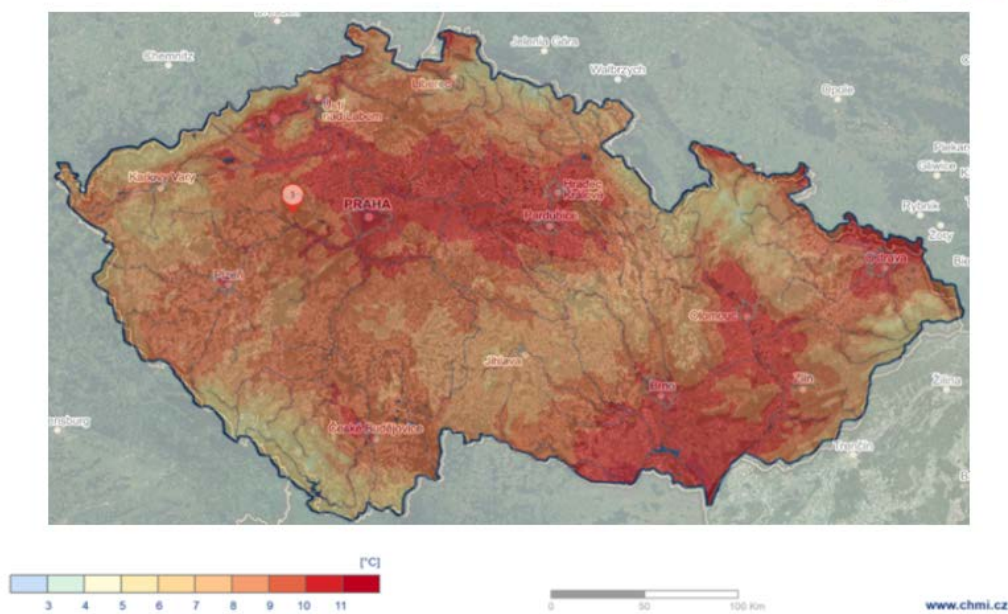 Chemnitz
Jelenia Góra
Wałbrzych
Opole
Liberec
Ústí
nad Labem
Gliwice
Karlovy Vary
Hradec
Králové
Rybnik
PRAHA
Pardubice
Żory
Ostrava
Plzeň
Olomouc
Jihlava
Zlín
Brno
Žilina
České Budějovice
Trenčín
[°C]
3 4 5 6 7 8 9 10 11
0 50 100 Km
www.chmi.cz